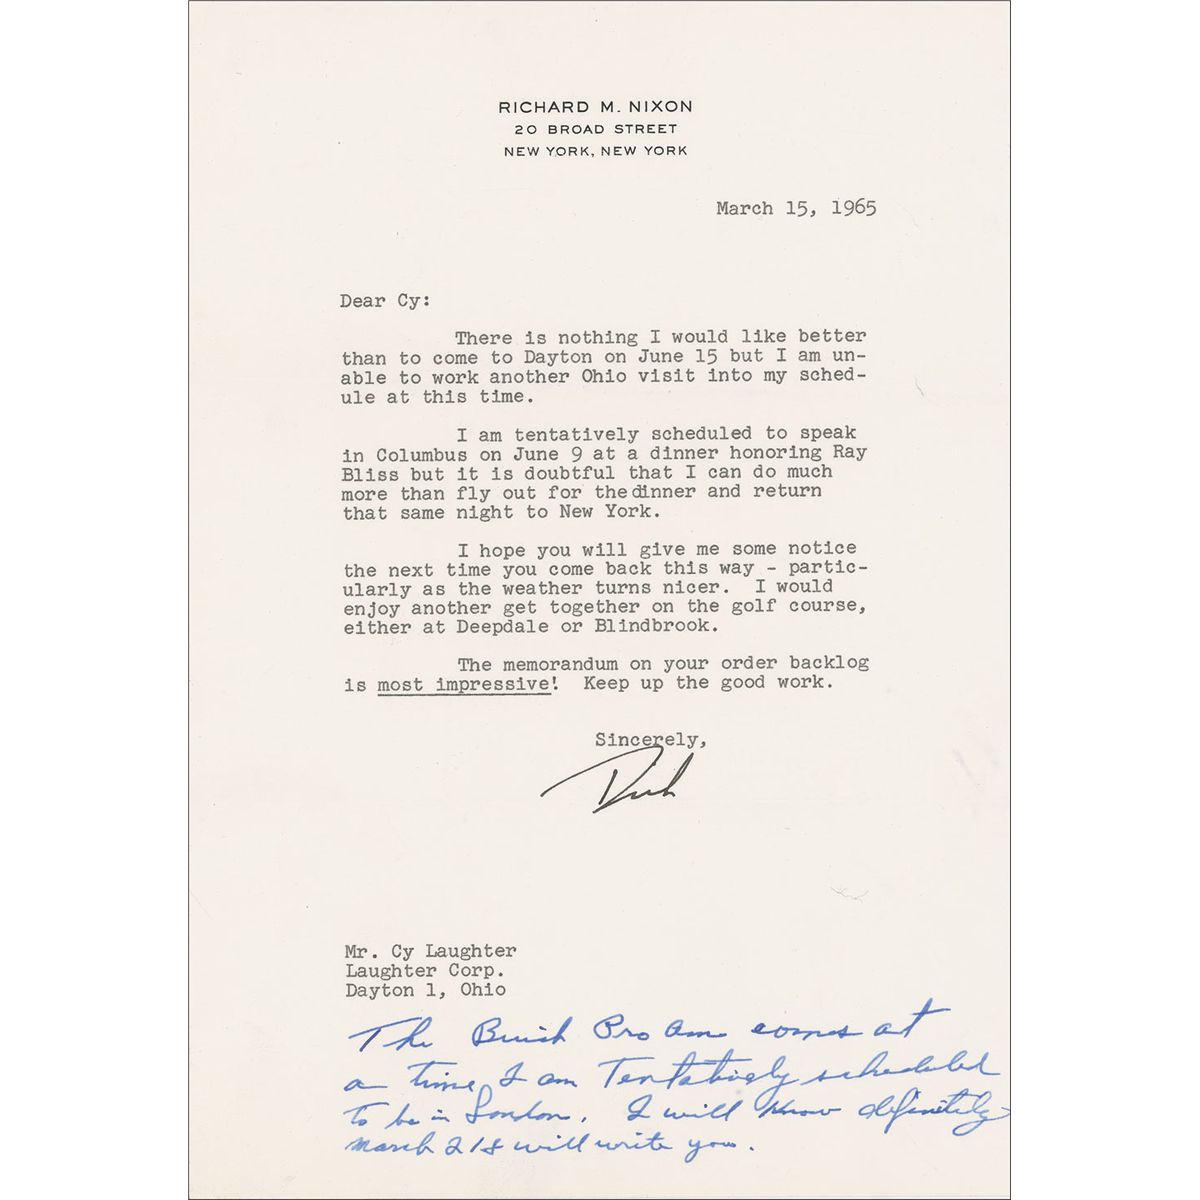 RICHARD M. NIXON
20 BROAD STREET
NEW YORK, NEW YORK
March 15, 1965
Dear Cy:
There is nothing I would like better
than to come to Dayton on June 15 but I am un-
able to work another Ohio visit into my sched-
ule at this time.
I am tentatively scheduled to speak
in Columbus on June 9 at a dinner honoring Ray
Bliss but it is doubtful that I can do much
more than fly out for the dinner and return
that same night to New York.
I hope you will give me some notice
the next time you come back this way - partic-
ularly as the weather turns nicer. I would
enjoy another get together on the golf course,
either at Deepdale or Blindbrook.
The memorandum on your order backlog
is most impressive! Keep up the good work.
Sincerely,
Dick
Mr. Cy Laughter
Laughter Corp.
Dayton 1, Ohio
The Buick Pro Am comes at
a time I am Tentatively scheduled
to be in London. I will know definitely
March 21 & will write you.